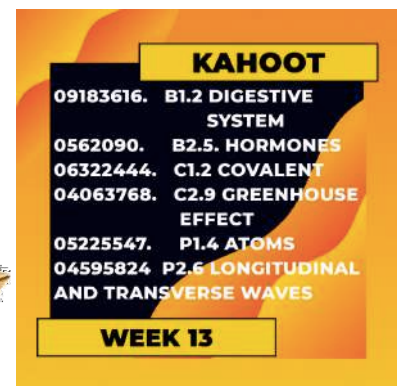 KAHOOT
09183616. B1.2 DIGESTIVE
SYSTEM
0562090. B2.5. HORMONES
06322444. C1.2 COVALENT
04063768. C2.9 GREENHOUSE
EFFECT
05225547. P1.4 ATOMS
04595824 P2.6 LONGITUDINAL
AND TRANSVERSE WAVES
WEEK 13